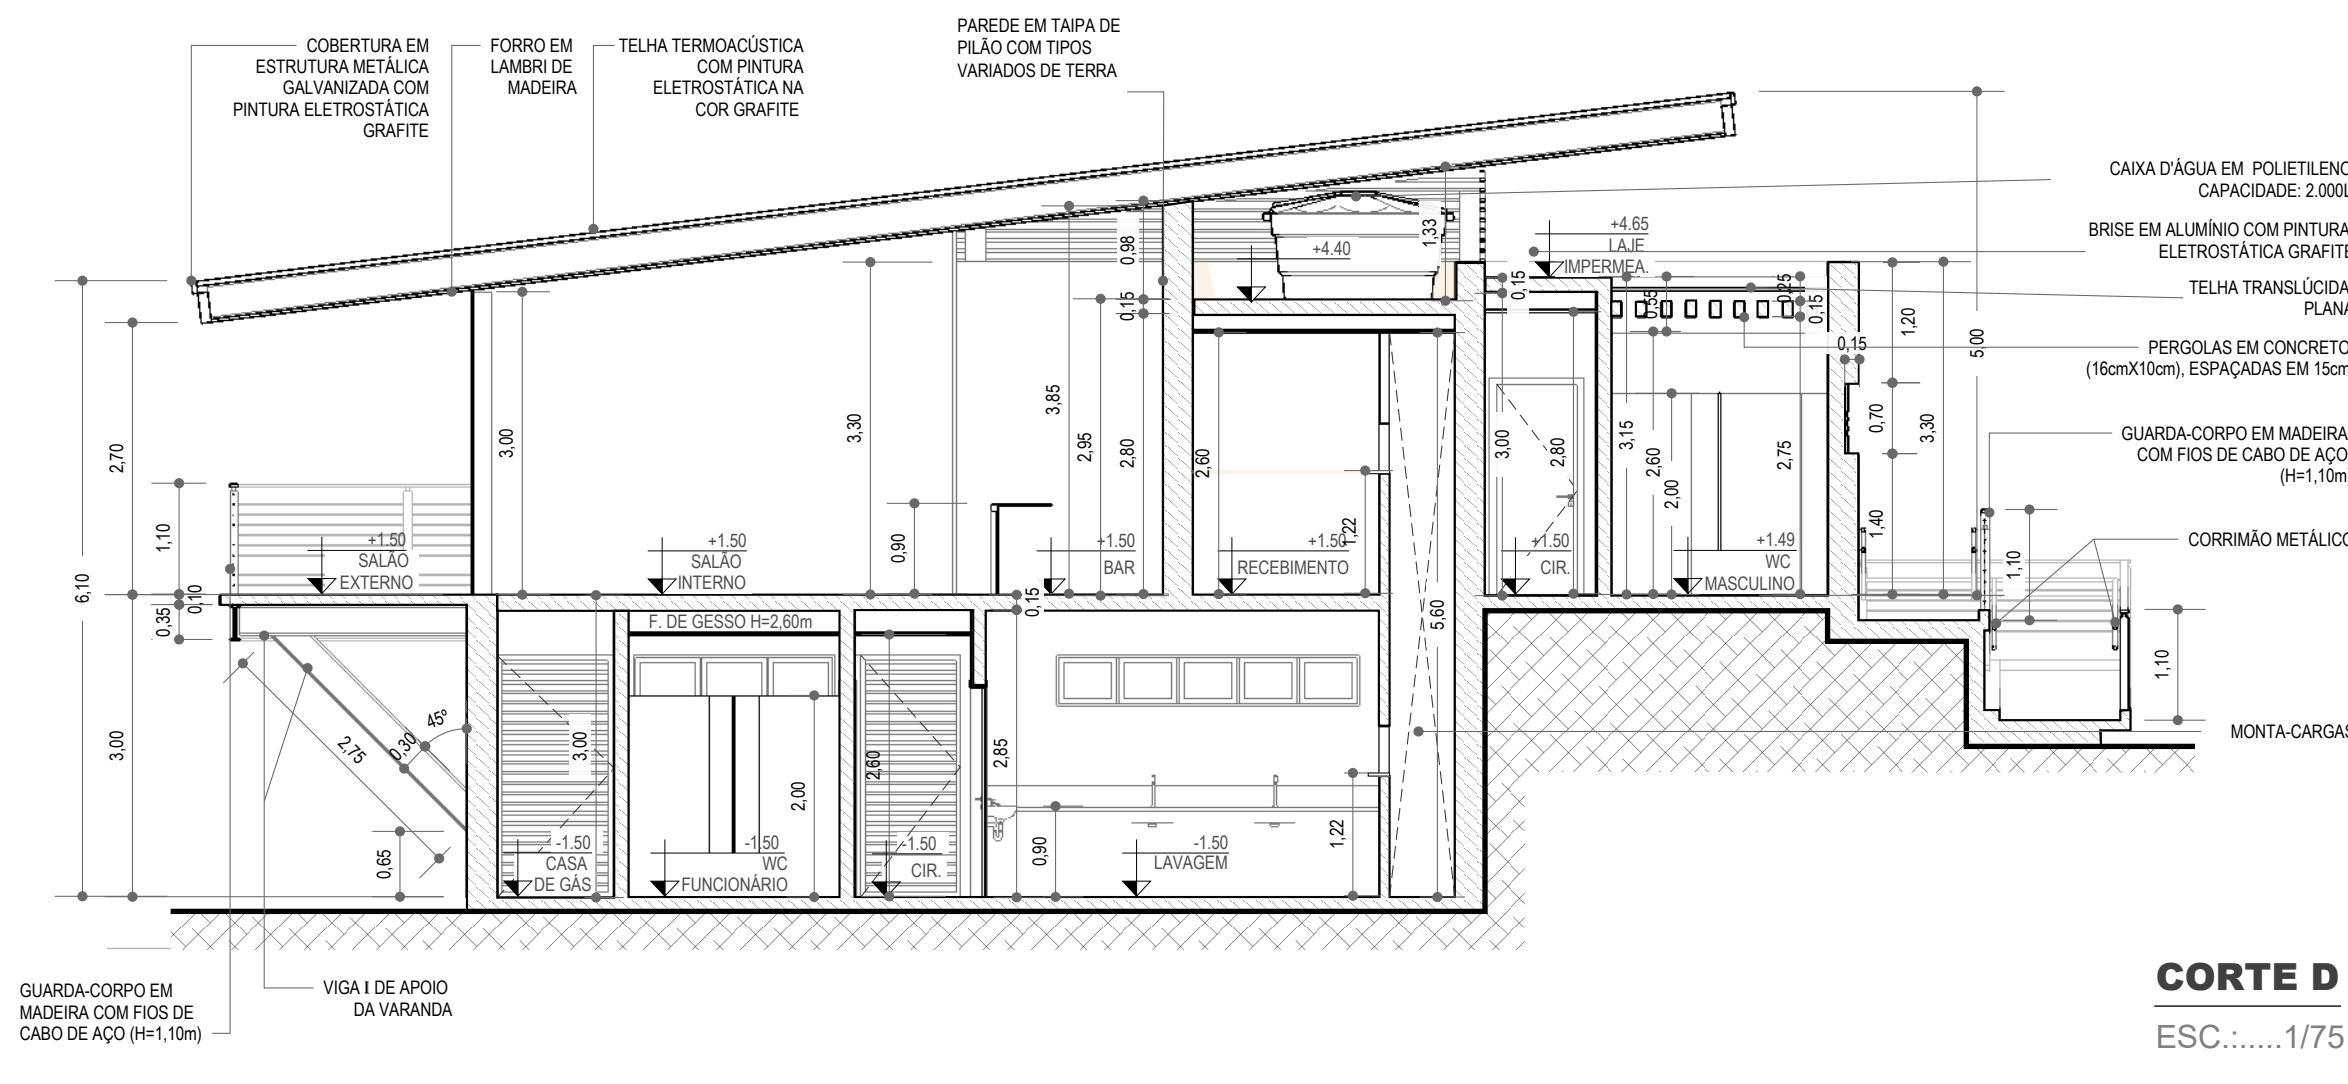 COBERTURA EM
ESTRUTURA METÁLICA
GALVANIZADA COM
PINTURA ELETROSTÁTICA
GRAFITE
FORRO EM
LAMBRI DE
MADEIRA
TELHA TERMOACÚSTICA
COM PINTURA
ELETROSTÁTICA NA
COR GRAFITE
PAREDE EM TAIPA DE
PILÃO COM TIPOS
VARIADOS DE TERRA
CAIXA D'ÁGUA EM POLIETILENO
CAPACIDADE: 2.000L
BRISE EM ALUMÍNIO COM PINTURA
ELETROSTÁTICA GRAFITE
TELHA TRANSLÚCIDA
PLANA
PERGOLAS EM CONCRETO
(16cmX10cm), ESPAÇADAS EM 15cm
GUARDA-CORPO EM MADEIRA
COM FIOS DE CABO DE AÇO
(H=1,10m)
CORRIMÃO METÁLICO
MONTA-CARGAS
6,10
2,70
1,10
0,10
0,35
3,00
+1.50
SALÃO
EXTERNO
3,00
+1.50
SALÃO
INTERNO
3,30
0,90
3,85
2,95
2,80
0,98
0,15
+1.50
BAR
0,15
+4.40
1,33
2,60
1,22
+1.50
RECEBIMENTO
5,60
+4.65
LAJE
IMPERMEA.
0,15
3,00
2,80
+1.50
CIR.
0,55
0,25
0,15
3,15
2,60
2,00
2,75
+1.49
WC
MASCULINO
0,15
1,20
0,70
3,30
1,40
5,00
1,10
1,10
45º
2,75
0,30
0,65
3,00
-1.50
CASA
DE GÁS
F. DE GESSO H=2,60m
2,00
-1.50
WC
FUNCIONÁRIO
2,60
-1.50
CIR.
2,85
0,90
-1.50
LAVAGEM
1,22
GUARDA-CORPO EM
MADEIRA COM FIOS DE
CABO DE AÇO (H=1,10m)
VIGA I DE APOIO
DA VARANDA
CORTE D
ESC.:.....1/75